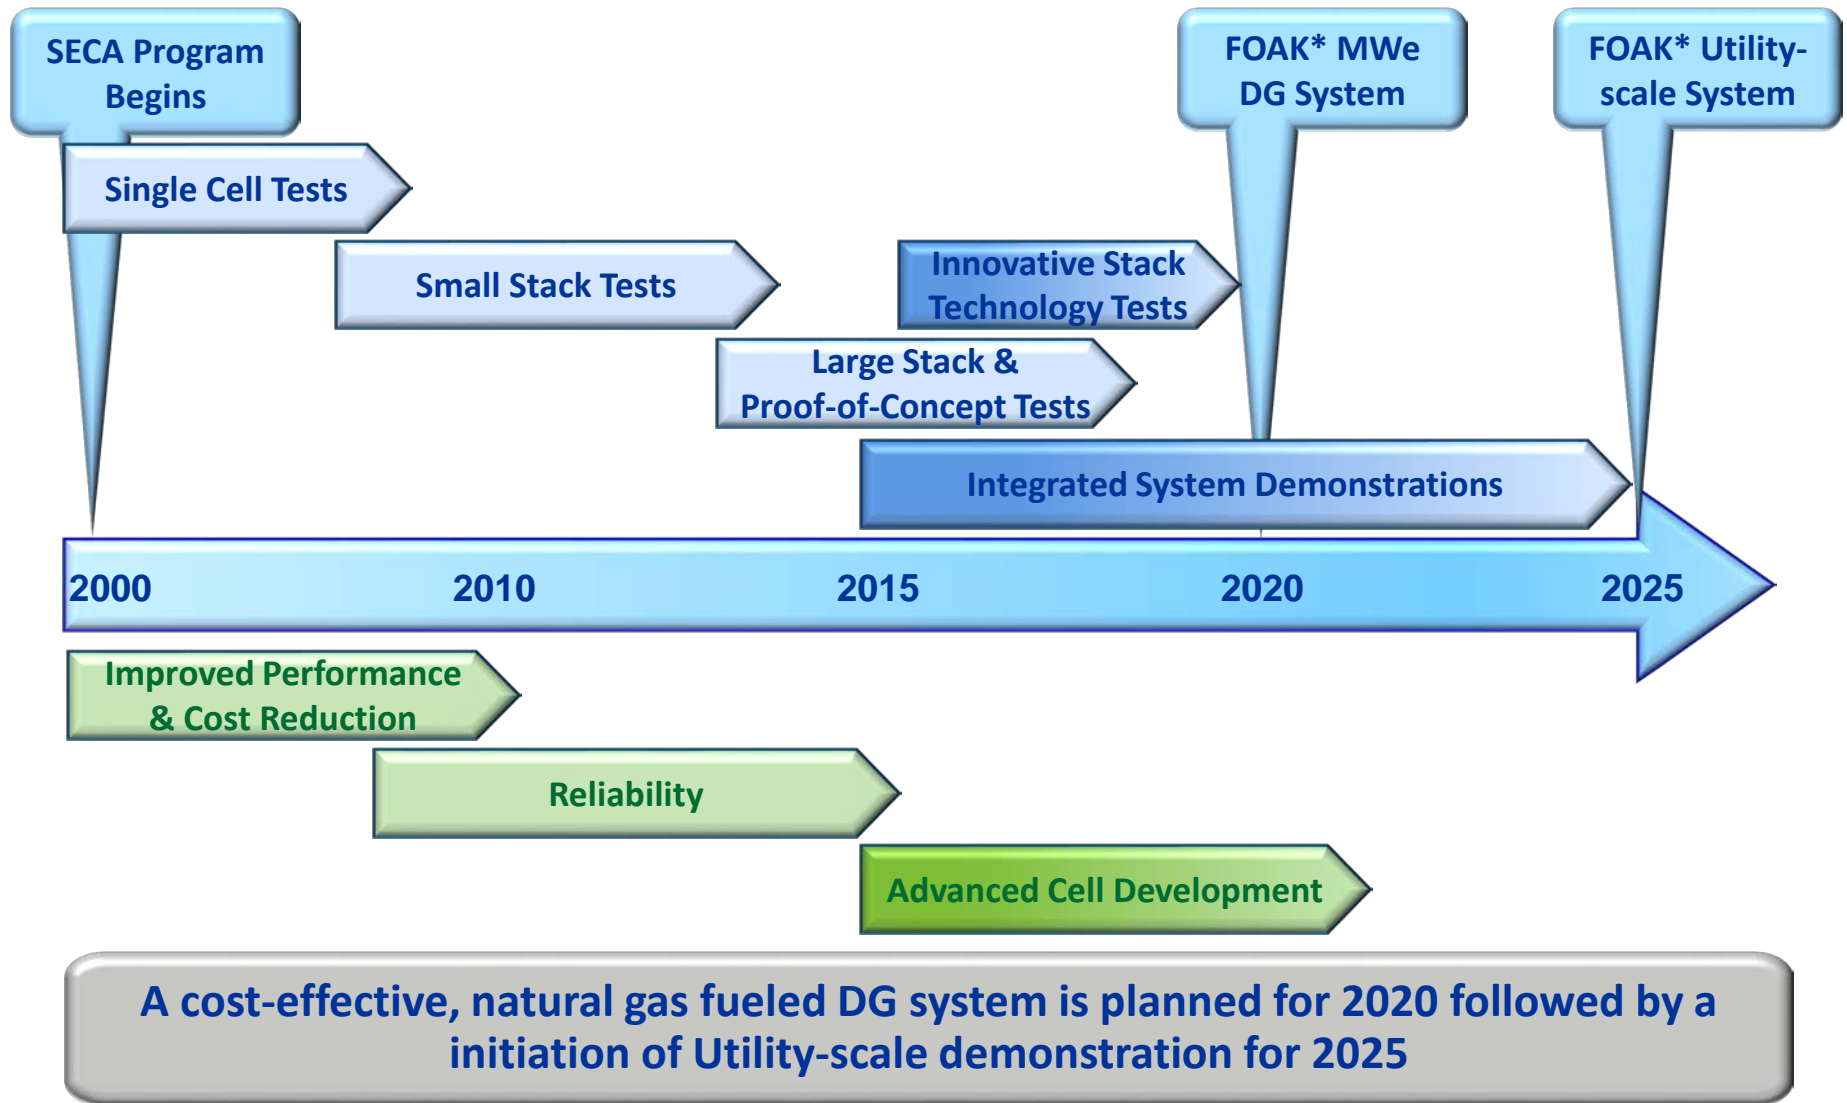 SECA Program
Begins
FOAK* MWe
DG System
FOAK* Utility-
scale System
Single Cell Tests
Small Stack Tests
Innovative Stack
Technology Tests
Large Stack &
Proof-of-Concept Tests
Integrated System Demonstrations
2000 2010 2015 2020 2025
Improved Performance
& Cost Reduction
Reliability
Advanced Cell Development
A cost-effective, natural gas fueled DG system is planned for 2020 followed by a
initiation of Utility-scale demonstration for 2025